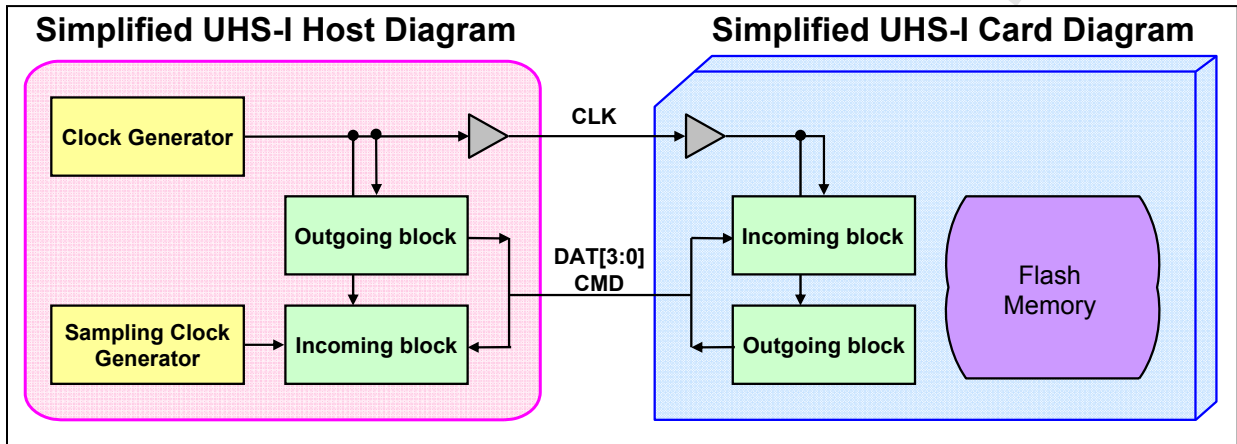 Simplified UHS-I Host Diagram
Simplified UHS-I Card Diagram
Clock Generator
CLK
Outgoing block
Incoming block
DAT[3:0]
CMD
Flash
Memory
Sampling Clock
Generator
Incoming block
Outgoing block